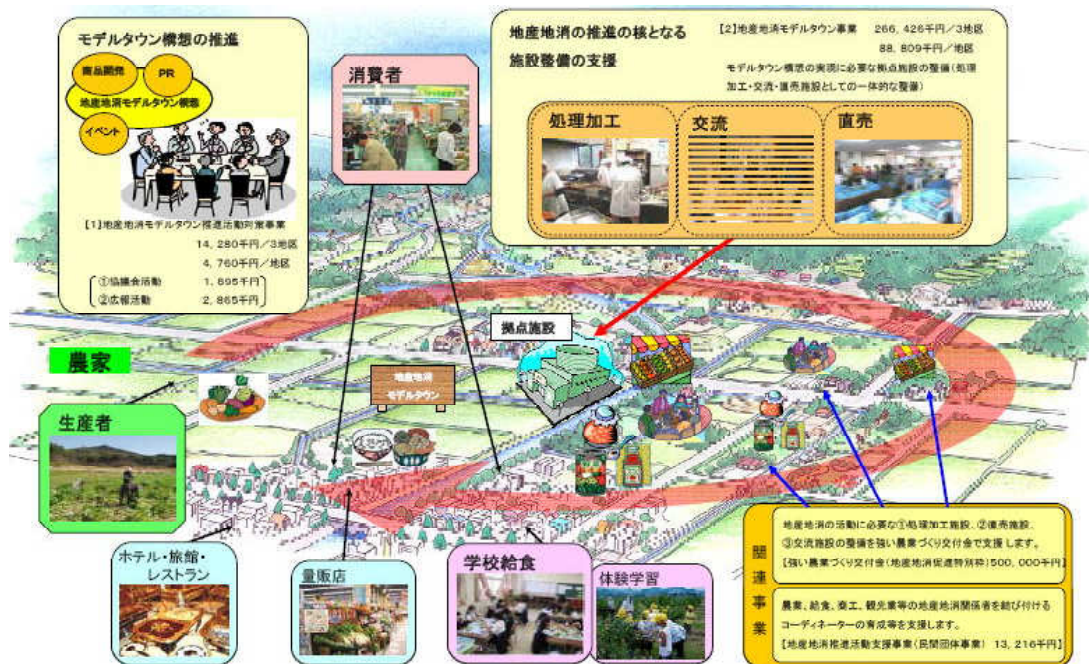 モデルタウン構想の推進
商品開発
PR
地産地消モデルタウン構想
イベント
【1】地産地消モデルタウン推進活動対策事業
14,280千円/3地区
4,760千円/地区
①協議会活動 1,895千円
②広報活動 2,865千円
消費者
地産地消の推進の核となる
施設整備の支援
【2】地産地消モデルタウン事業 266,426千円/3地区
88,809千円/地区
モデルタウン構想の実現に必要な拠点施設の整備(処理
加工・交流・直売施設としての一体的な整備)
処理加工
交流
直売
拠点施設
農家
地産地消
モデルタウン
生産者
ホテル・旅館・
レストラン
量販店
学校給食
体験学習
関連事業
地産地消の活動に必要な①処理加工施設、②直売施設、
③交流施設の整備を強い農業づくり交付金で支援します。
【強い農業づくり交付金(地産地消促進特別枠)500,000千円】
農業、給食、商工、観光業等の地産地消関係者を結び付ける
コーディネーターの育成等を支援します。
【地産地消推進活動支援事業(民間団体事業) 13,216千円】